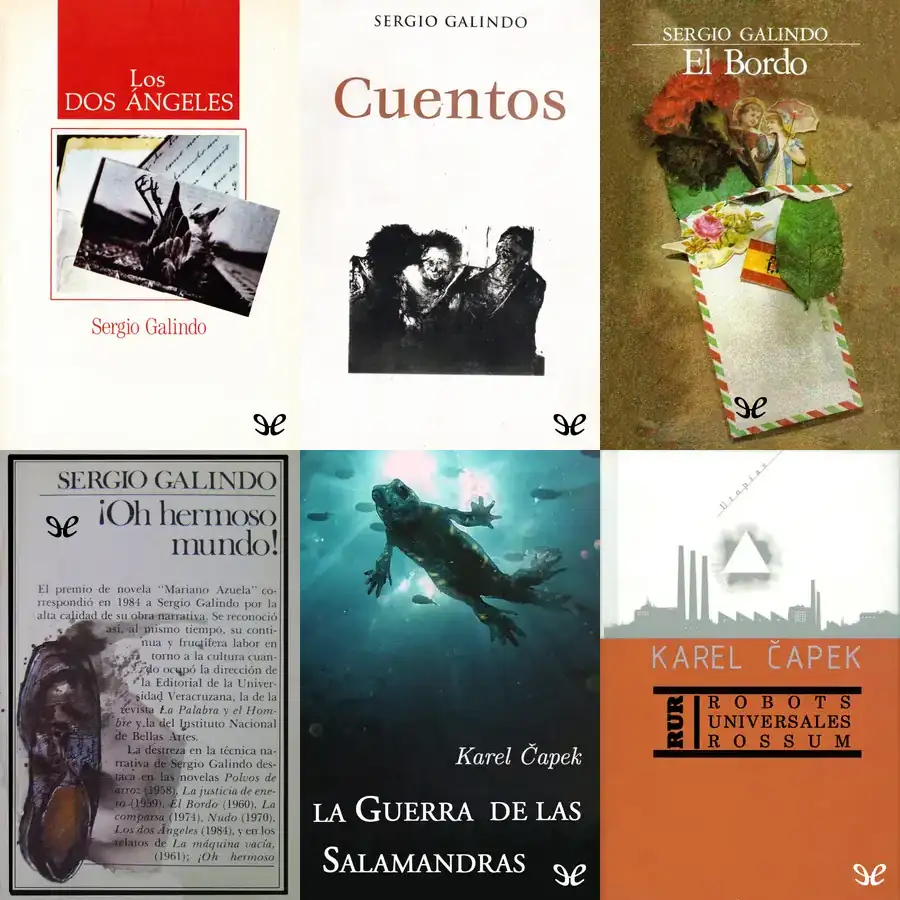 Los
DOS ÁNGELES
Sergio Galindo
SERGIO GALINDO
Cuentos
SERGIO GALINDO
El Bordo
SERGIO GALINDO
¡Oh hermoso
mundo!
El premio de novela "Mariano Azuela" co-
rrespondió en 1984 a Sergio Galindo por la
alta calidad de su obra narrativa. Se reconoció
así, al mismo tiempo, su conti-
nua y fructífera labor en
torno a la cultura cuan-
do ocupó la dirección de
la Editorial de la Univer-
sidad Veracruzana, la de la
revista La Palabra y el Hom-
bre y la del Instituto Nacional
de Bellas Artes.
La destreza en la técnica na-
rrativa de Sergio Galindo des-
taca en las novelas Polvos de
arroz (1958), La justicia de ene-
ro (1959), El Bordo (1960), La
comparsa (1974), Nudo (1970),
Los dos Ángeles (1984), y en los
relatos de La máquina vacía,
(1961); ¡Oh hermoso
Karel Čapek
LA GUERRA DE LAS
SALAMANDRAS
Utopías
KAREL ČAPEK
RUR
ROBOTS
UNIVERSALES
ROSSUM